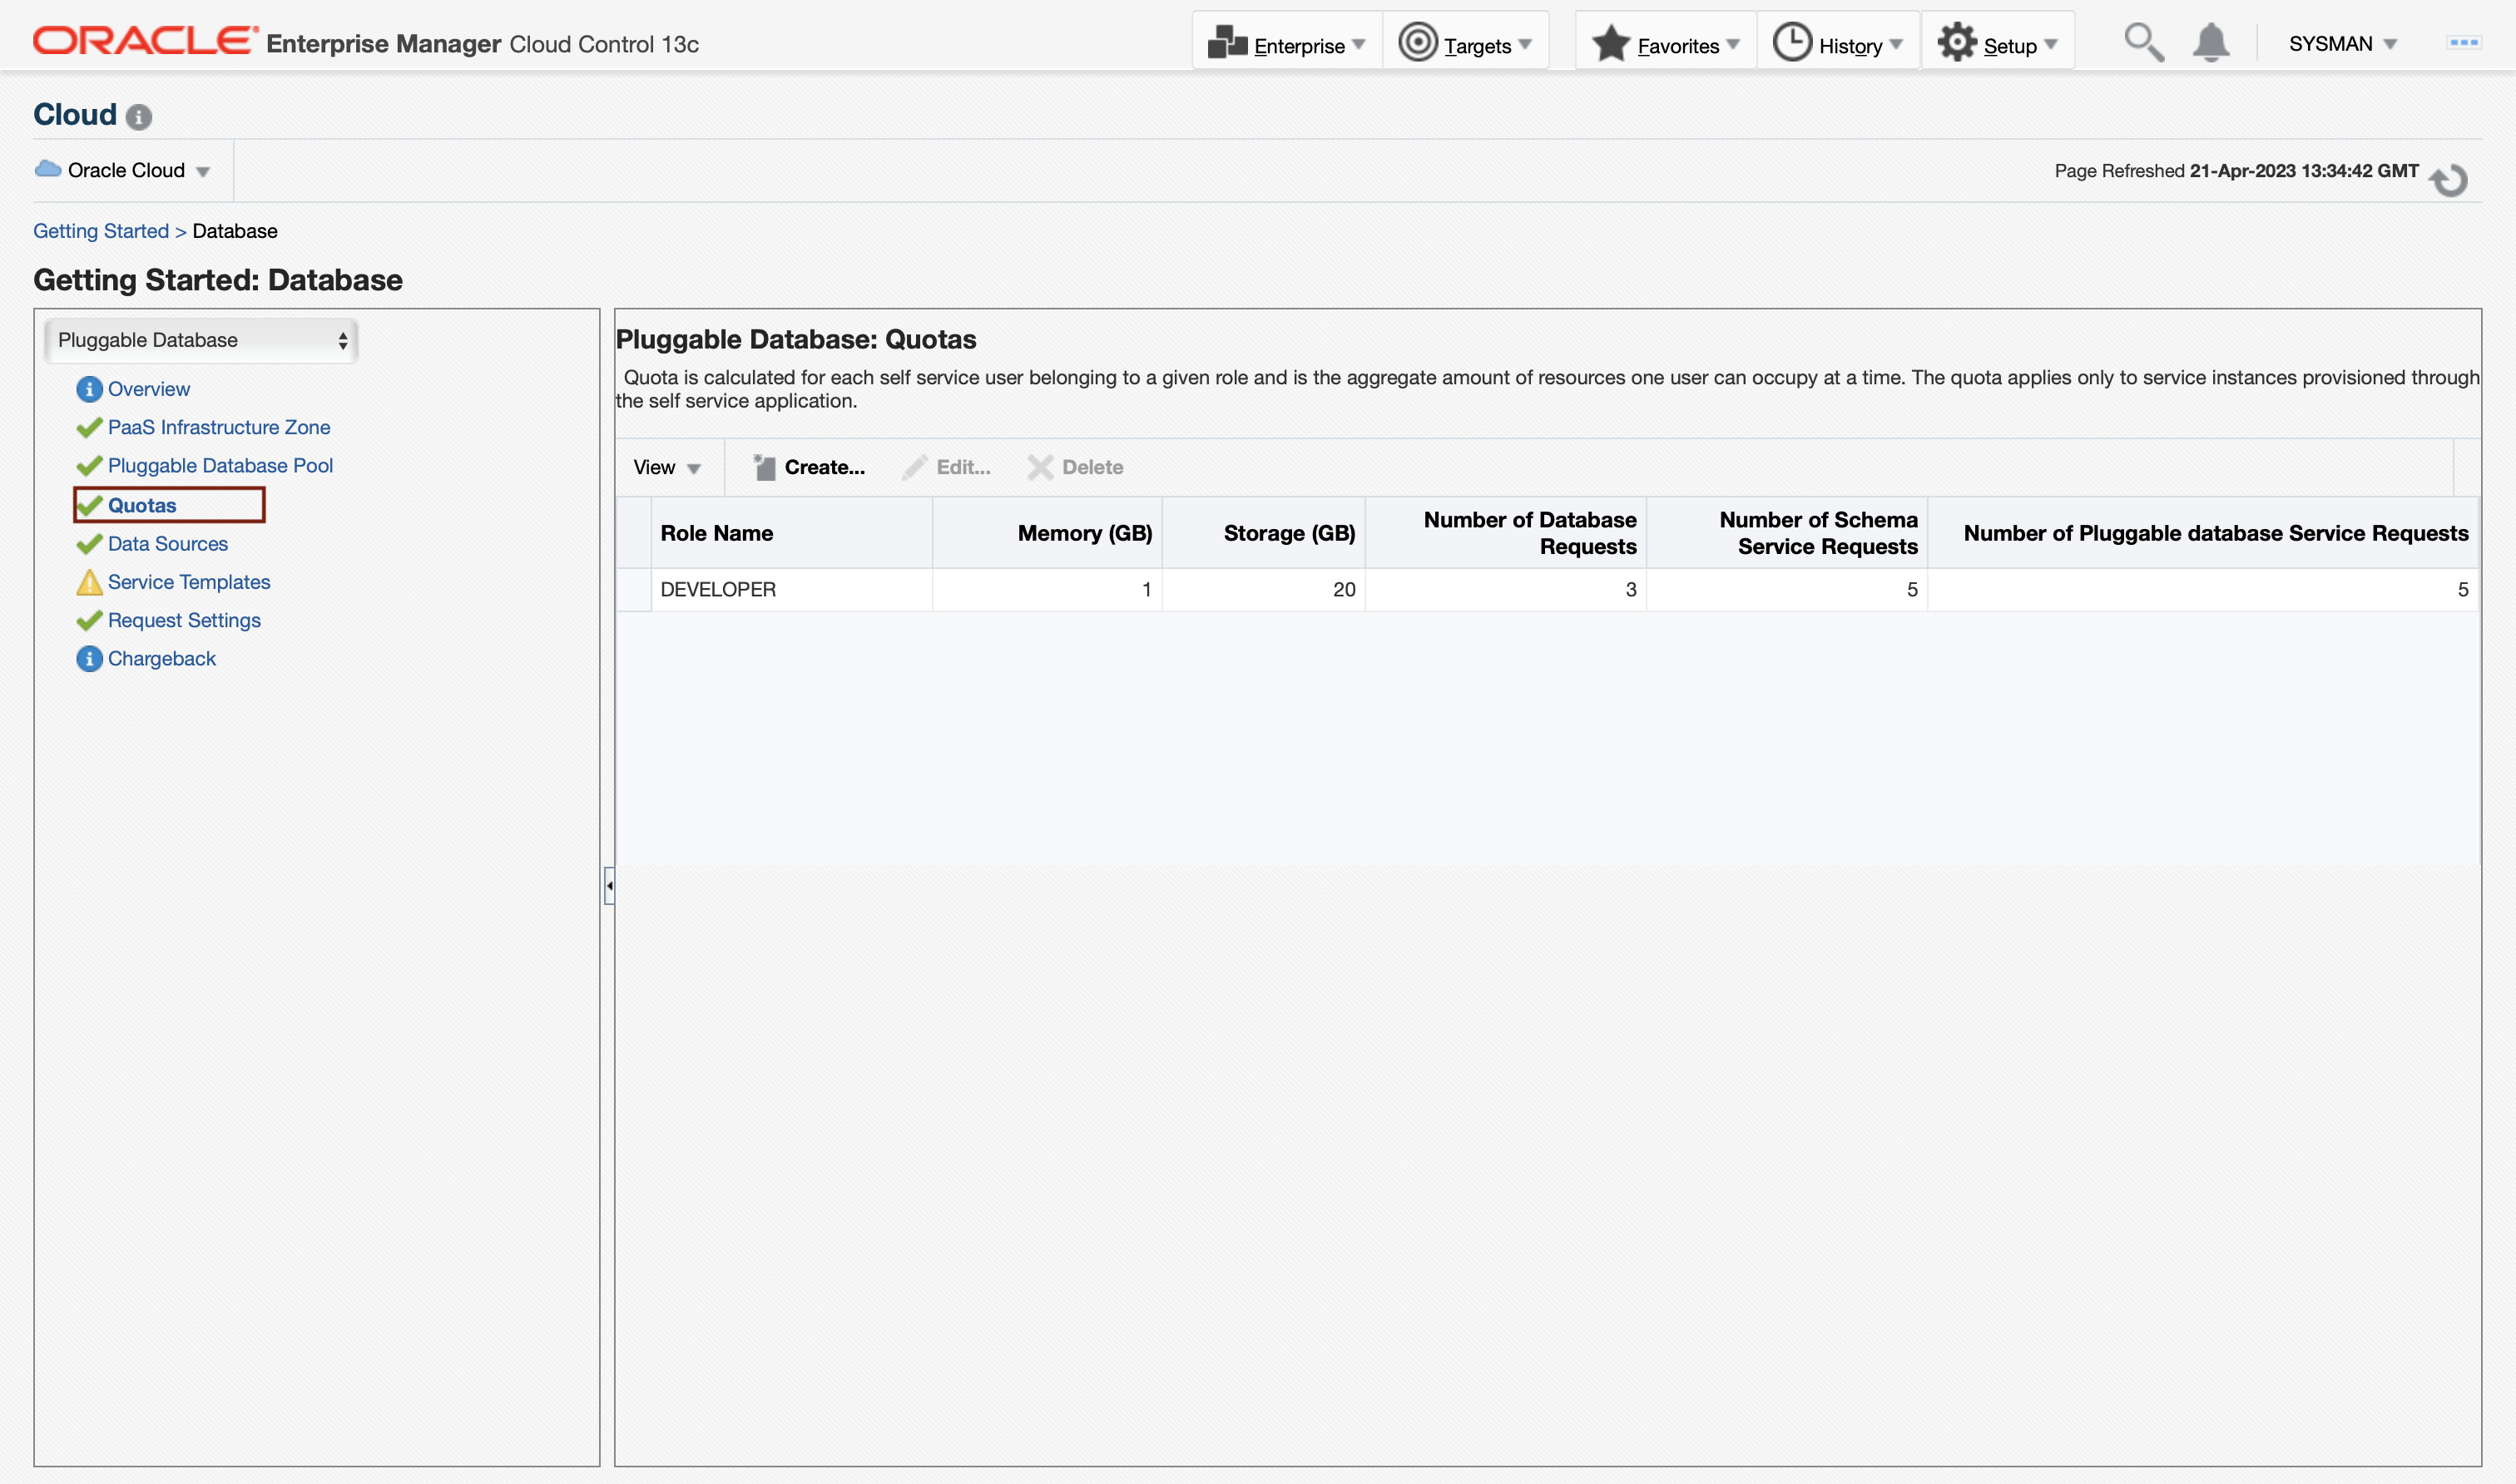 ORACLE Enterprise Manager Cloud Control 13c
Enterprise
Targets
Favorites
History
Setup
SYSMAN
Cloud
Oracle Cloud
Page Refreshed 21-Apr-2023 13:34:42 GMT
Getting Started > Database
Getting Started: Database
Pluggable Database
Overview
PaaS Infrastructure Zone
Pluggable Database Pool
Quotas
Data Sources
Service Templates
Request Settings
Chargeback
Pluggable Database: Quotas
Quota is calculated for each self service user belonging to a given role and is the aggregate amount of resources one user can occupy at a time. The quota applies only to service instances provisioned through
the self service application.
View
Create...
Edit...
Delete
Role Name
Memory (GB)
Storage (GB)
Number of Database
Requests
Number of Schema
Service Requests
Number of Pluggable database Service Requests
DEVELOPER 1 20 3 5 5